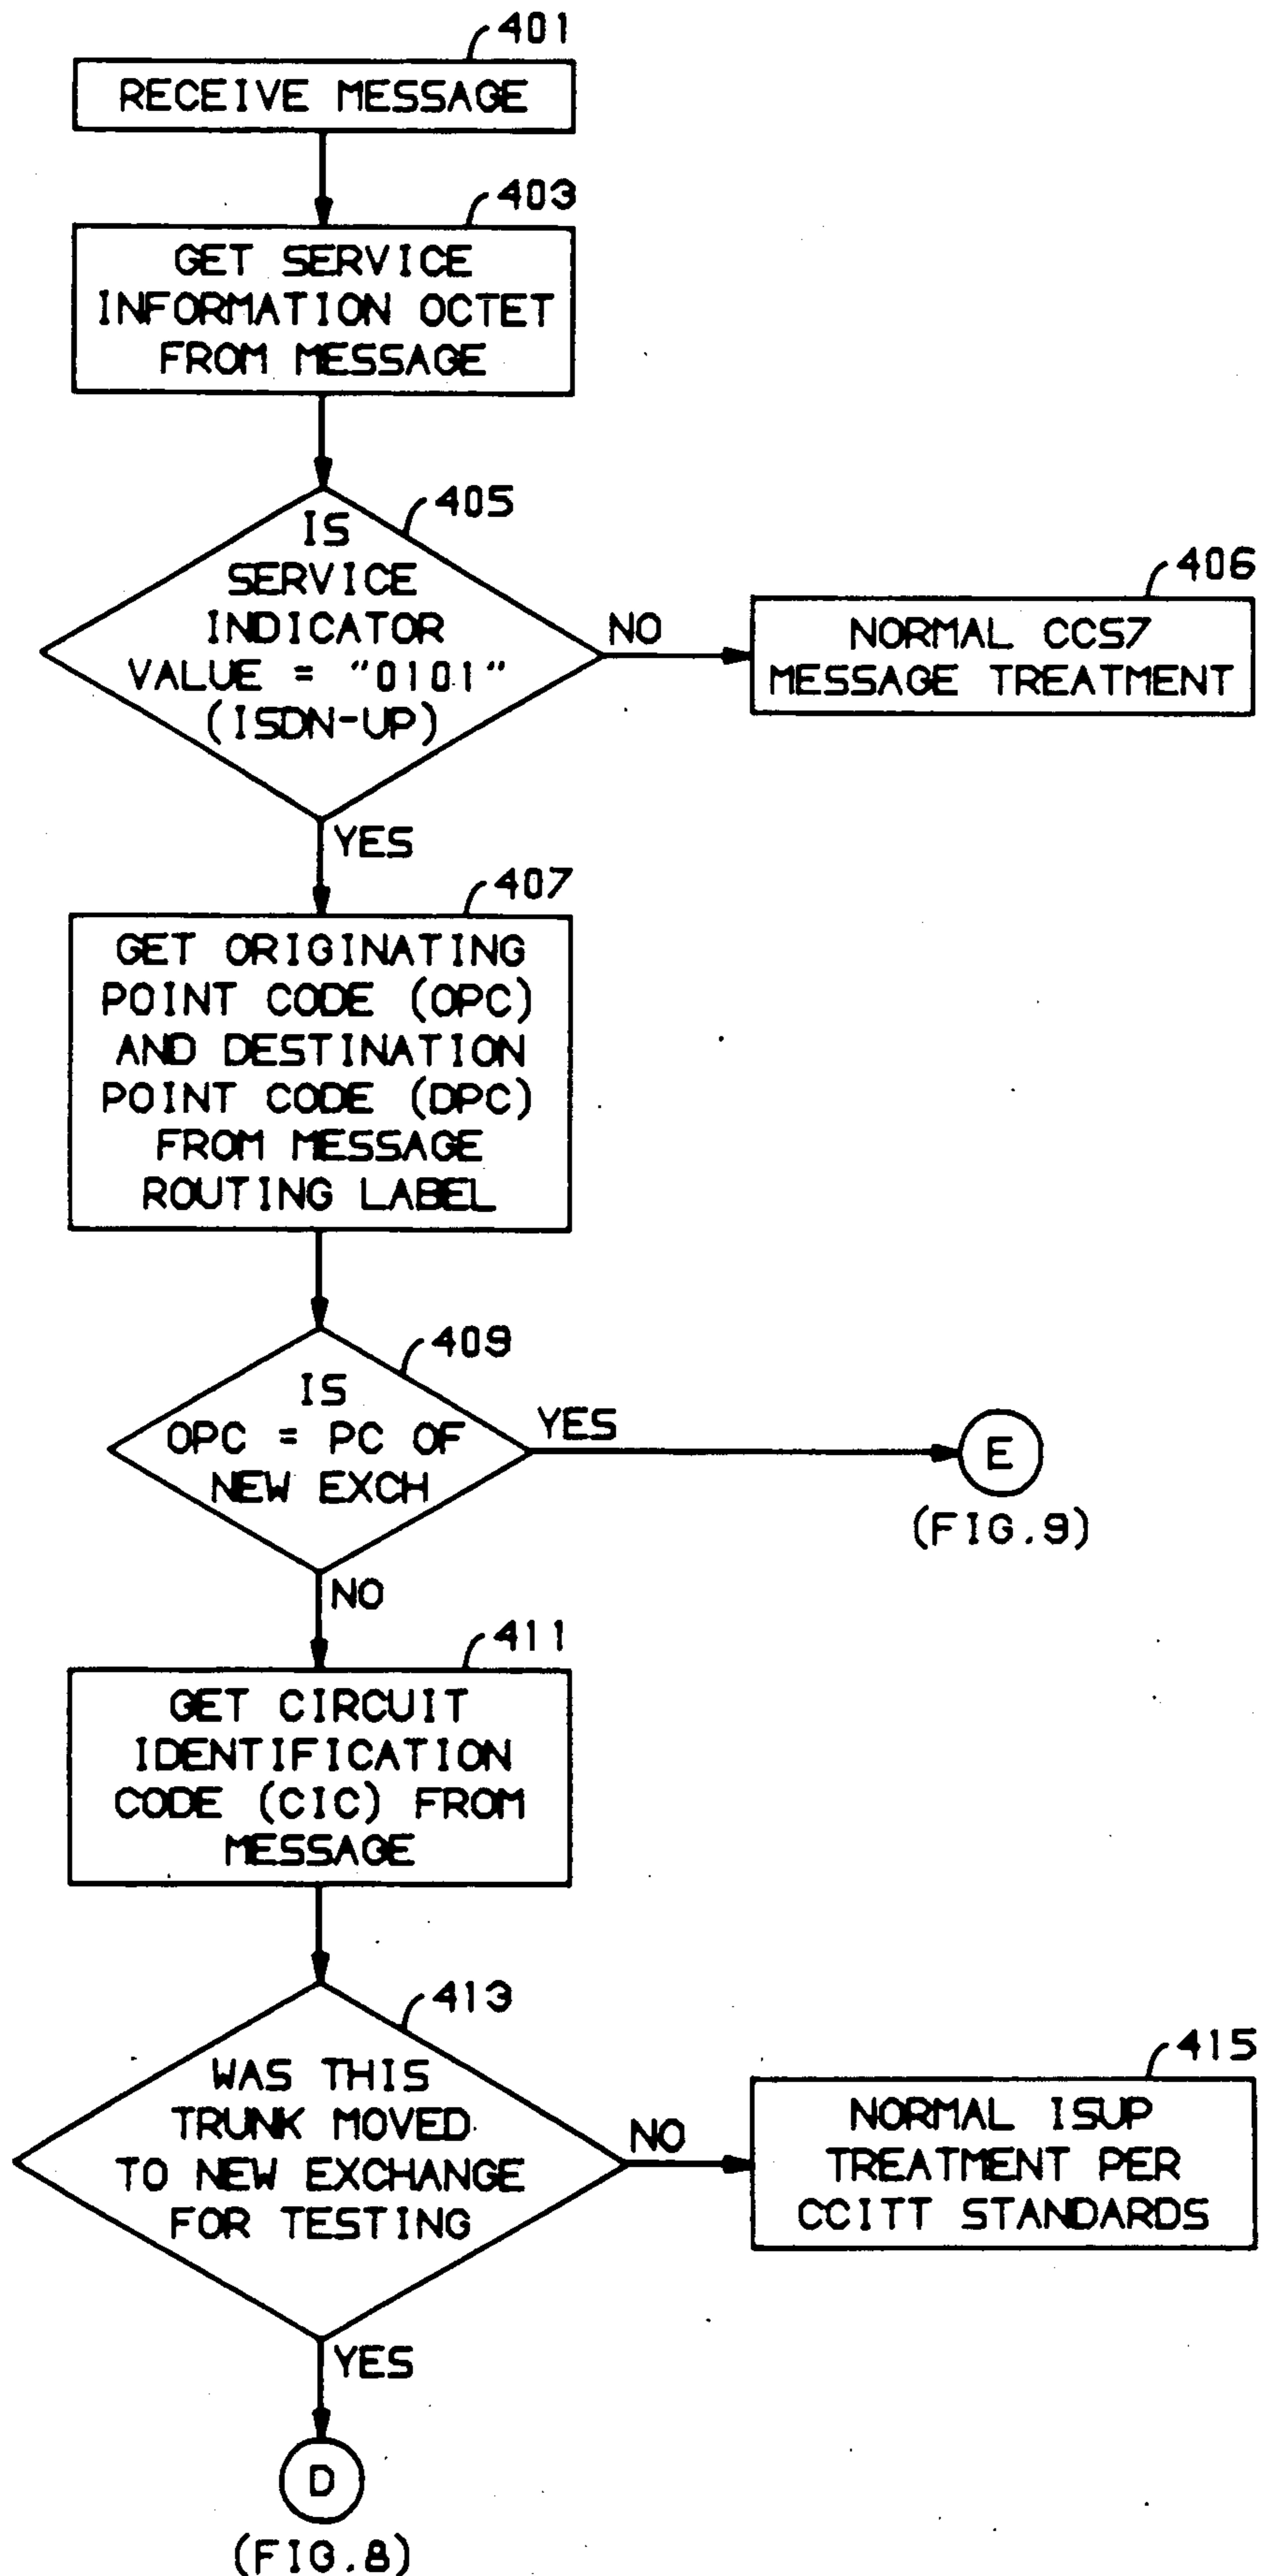 401
RECEIVE MESSAGE
403
GET SERVICE
INFORMATION OCTET
FROM MESSAGE
405
IS
SERVICE
INDICATOR
VALUE = "0101"
(ISDN-UP)
NO
406
NORMAL CCS7
MESSAGE TREATMENT
YES
407
GET ORIGINATING
POINT CODE (OPC)
AND DESTINATION
POINT CODE (DPC)
FROM MESSAGE
ROUTING LABEL
409
IS
OPC = PC OF
NEW EXCH
YES
E
(FIG.9)
NO
411
GET CIRCUIT
IDENTIFICATION
CODE (CIC) FROM
MESSAGE
413
WAS THIS
TRUNK MOVED
TO NEW EXCHANGE
FOR TESTING
NO
415
NORMAL ISUP
TREATMENT PER
CCITT STANDARDS
YES
D
(FIG.8)